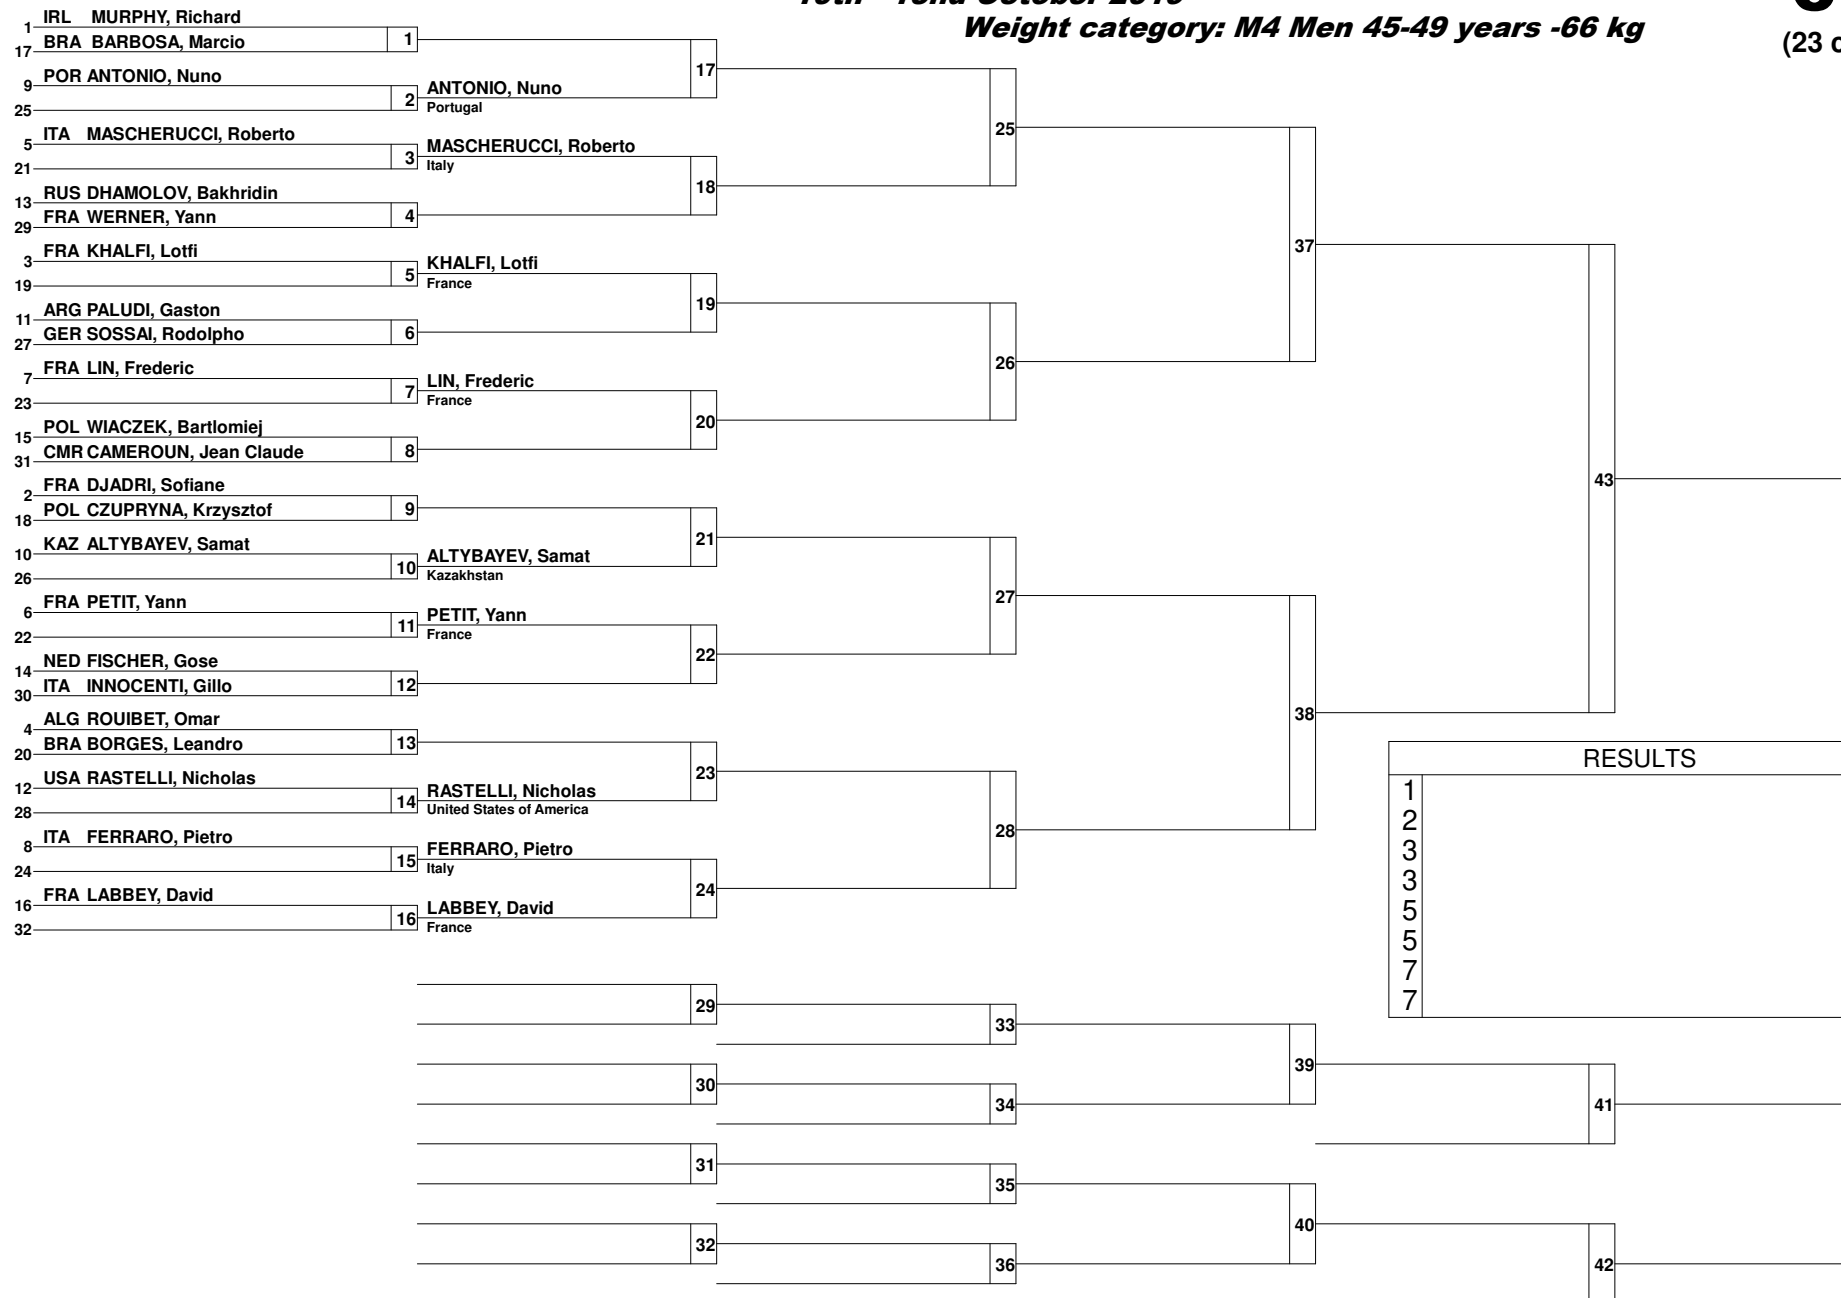 Weight category: M4 Men 45-49 years -66 kg
(23
1 IRL MURPHY, Richard
17 BRA BARBOSA, Marcio
1
9 POR ANTONIO, Nuno
25
2 ANTONIO, Nuno
Portugal
17
5 ITA MASCHERUCCI, Roberto
21
3 MASCHERUCCI, Roberto
Italy
25
13 RUS DHAMOLOV, Bakhridin
29 FRA WERNER, Yann
4
18
3 FRA KHALFI, Lotfi
19
5 KHALFI, Lotfi
France
37
11 ARG PALUDI, Gaston
27 GER SOSSAI, Rodolpho
6
19
7 FRA LIN, Frederic
23
7 LIN, Frederic
France
26
15 POL WIACZEK, Bartlomiej
31 CMR CAMEROUN, Jean Claude
8
20
2 FRA DJADRI, Sofiane
18 POL CZUPRYNA, Krzysztof
9
43
10 KAZ ALTYBAYEV, Samat
26
10 ALTYBAYEV, Samat
Kazakhstan
21
6 FRA PETIT, Yann
22
11 PETIT, Yann
France
27
14 NED FISCHER, Gose
30 ITA INNOCENTI, Gillo
12
22
4 ALG ROUIBET, Omar
20 BRA BORGES, Leandro
13
38
12 USA RASTELLI, Nicholas
28
14 RASTELLI, Nicholas
United States of America
23
8 ITA FERRARO, Pietro
24
15 FERRARO, Pietro
Italy
28
16 FRA LABBEY, David
32
16 LABBEY, David
France
24
RESULTS
1
2
3
3
5
5
7
7
29
33
30
34
39
41
31
35
32
36
40
42